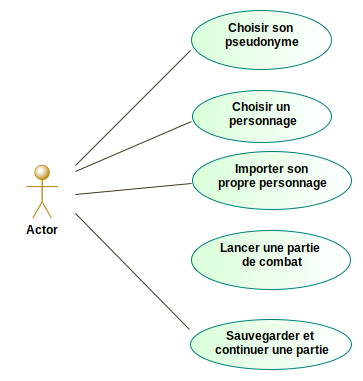 Choisir son
pseudonyme
Choisir un
personnage
Importer son
propre personnage
Actor
Lancer une partie
de combat
Sauvegarder et
continuer une partie